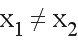 x₁ ≠ x₂